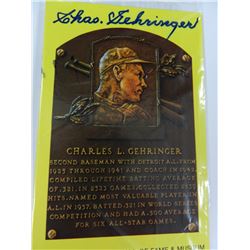 Chas. Gehringer
CHARLES L. GEHRINGER
SECOND BASEMAN WITH DETROIT A.L. FROM
1925 THROUGH 1941 AND COACH IN 1942.
COMPILED LIFETIME BATTING AVERAGE
OF .321 IN 2323 GAMES, COLLECTED 2839
HITS. NAMED MOST VALUABLE PLAYER IN
A.L. IN 1937. BATTED .321 IN WORLD SERIES
COMPETITION AND HAD A .500 AVERAGE
FOR SIX ALL-STAR GAMES.
FAME & MUSEUM